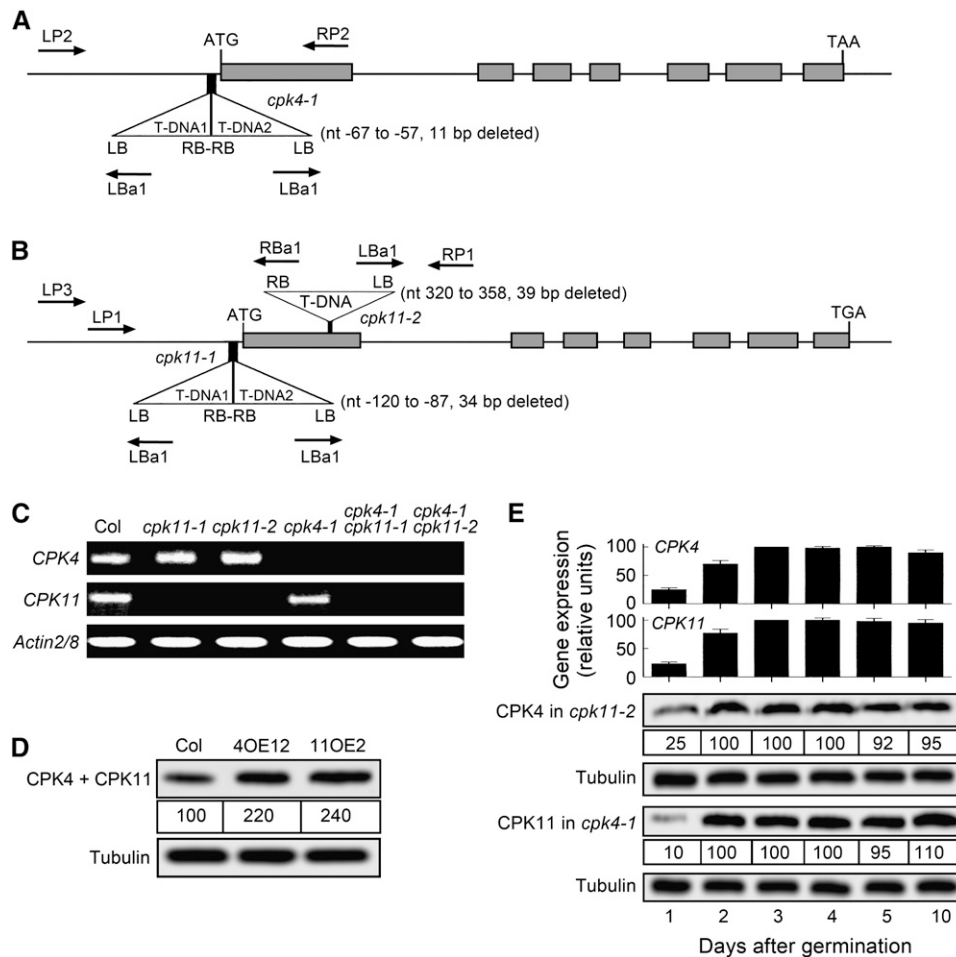 A
LP2
ATG
RP2
TAA
cpk4-1
T-DNA1
T-DNA2
(nt -67 to -57, 11 bp deleted)
LB
RB-RB
LB
LBa1
LBa1
B
RBa1
LBa1
RP1
LP3
RB
LB
(nt 320 to 358, 39 bp deleted)
LP1
T-DNA
ATG
cpk11-2
TGA
cpk11-1
T-DNA1
T-DNA2
(nt -120 to -87, 34 bp deleted)
LB
RB-RB
LB
LBa1
LBa1
C
Col cpk11-1 cpk11-2 cpk4-1 cpk4-1 cpk11-1 cpk4-1 cpk11-2
CPK4
CPK11
Actin2/8
D
Col 4OE12 11OE2
CPK4 + CPK11
100 220 240
Tubulin
E
Gene expression
(relative units)
100
50
0
CPK4
100
50
0
CPK11
CPK4 in cpk11-2
25 100 100 100 92 95
Tubulin
CPK11 in cpk4-1
10 100 100 100 95 110
Tubulin
1 2 3 4 5 10
Days after germination